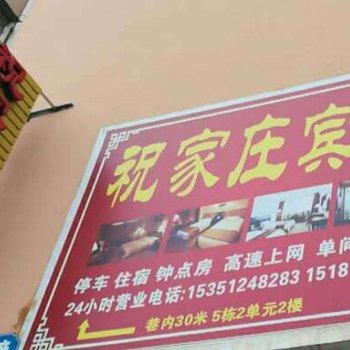 祝家庄宾
停车 住宿 钟点房 高速上网 单间
24小时营业电话:15351248283 1518
巷内30米 5栋2单元2楼